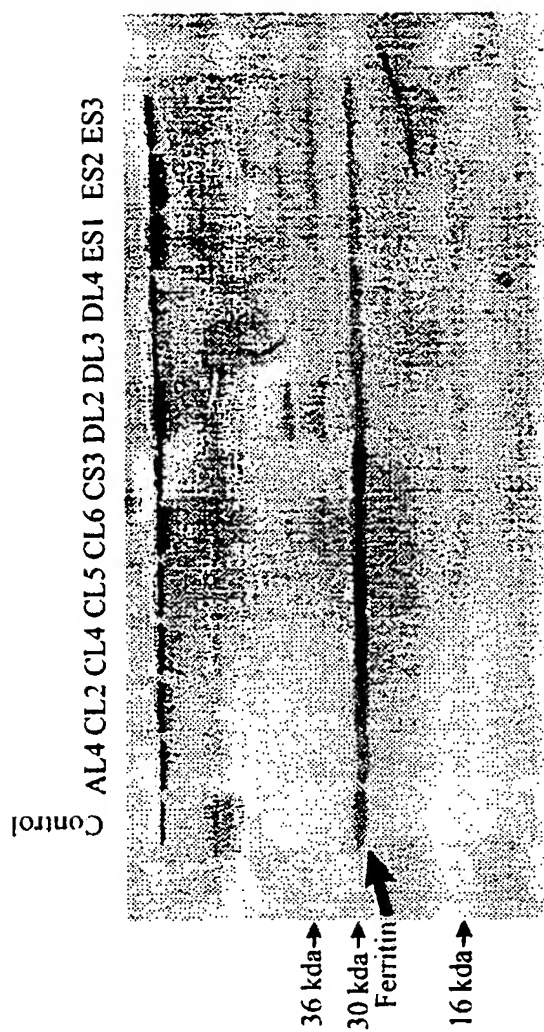 Control
AL4 CL2 CL4 CL5 CL6 CS3 DL2 DL3 DL4 ES1 ES2 ES3
36 kda→
30 kda→
Ferritin
16 kda→